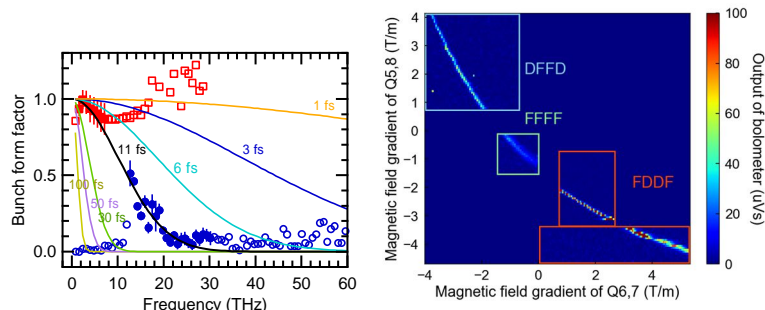 1.0
0.5
0.0
0
10
20
30
40
50
60
Bunch form factor
Frequency (THz)
1 fs
3 fs
6 fs
11 fs
100 fs
50 fs
30 fs
4
3
2
1
0
−1
−2
−3
−4
−4
−2
0
2
4
Magnetic field gradient of Q5,8 (T/m)
Magnetic field gradient of Q6,7 (T/m)
DFFD
FFFF
FDDF
100
80
60
40
20
0
Output of bolometer (uVs)